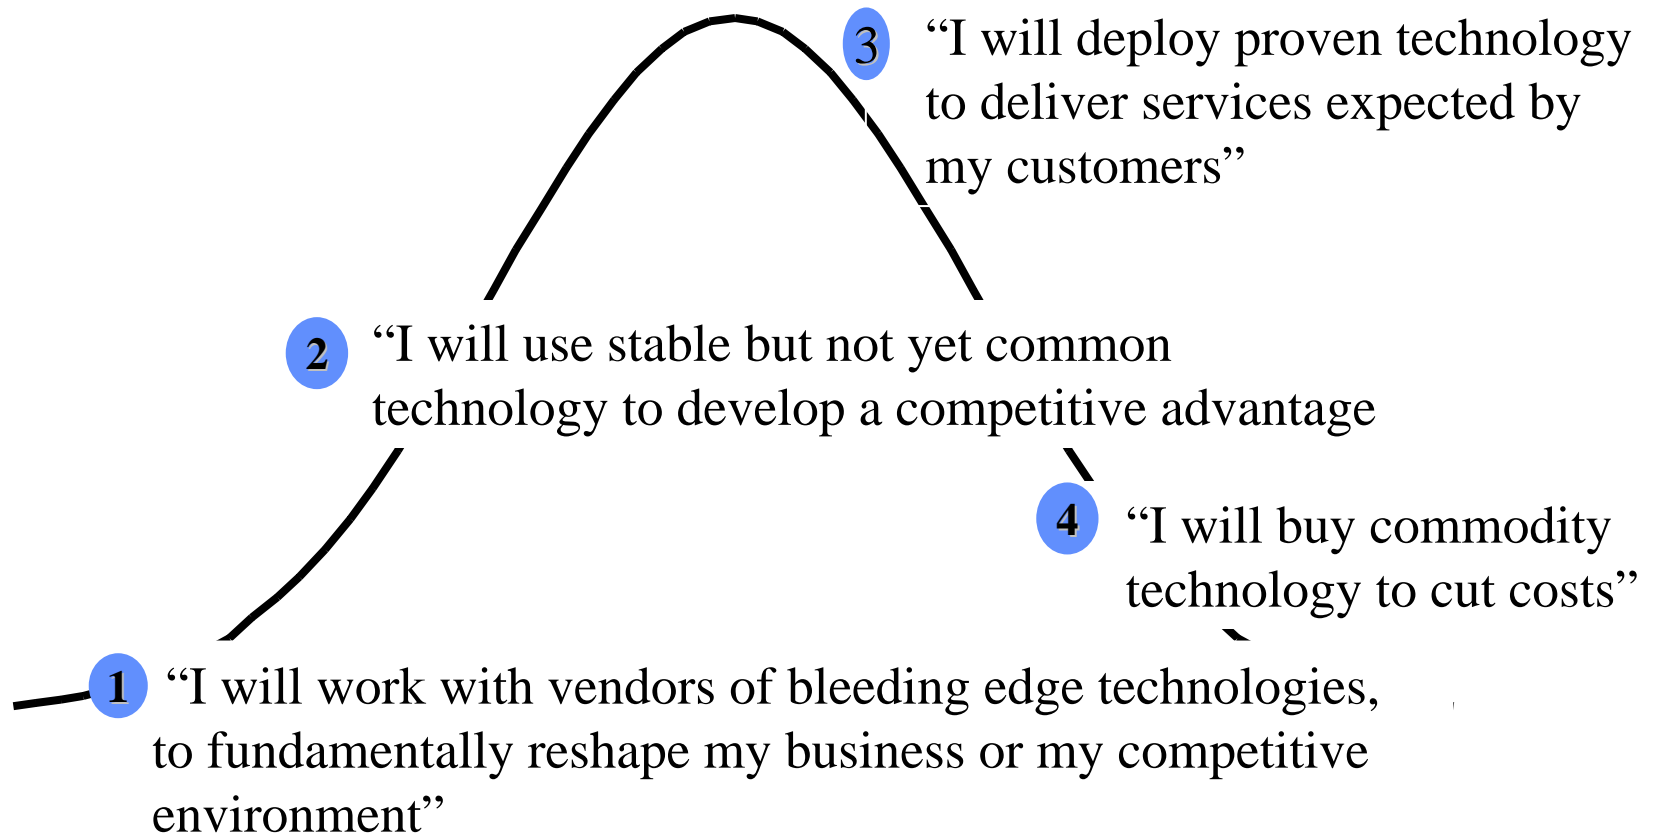 3 “I will deploy proven technology
to deliver services expected by
my customers”
2 “I will use stable but not yet common
technology to develop a competitive advantage
4 “I will buy commodity
technology to cut costs”
1 “I will work with vendors of bleeding edge technologies,
to fundamentally reshape my business or my competitive
environment”